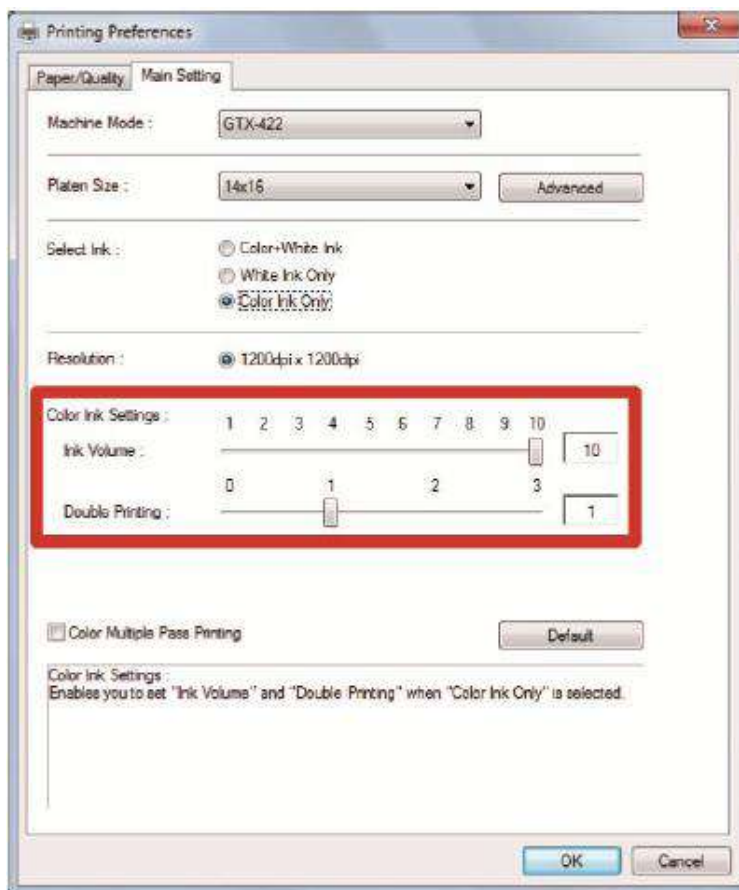 Printing Preferences
Paper/Quality Main Setting
Machine Mode : GTX-422
Platen Size : 14x16 Advanced
Select Ink : Color+White Ink
White Ink Only
Color Ink Only
Resolution : 1200dpi x 1200dpi
Color Ink Settings : 1 2 3 4 5 6 7 8 9 10
Ink Volume : 10
0 1 2 3
Double Printing : 1
Color Multiple Pass Printing Default
Color Ink Settings :
Enables you to set "Ink Volume" and "Double Printing" when "Color Ink Only" is selected.
OK Cancel